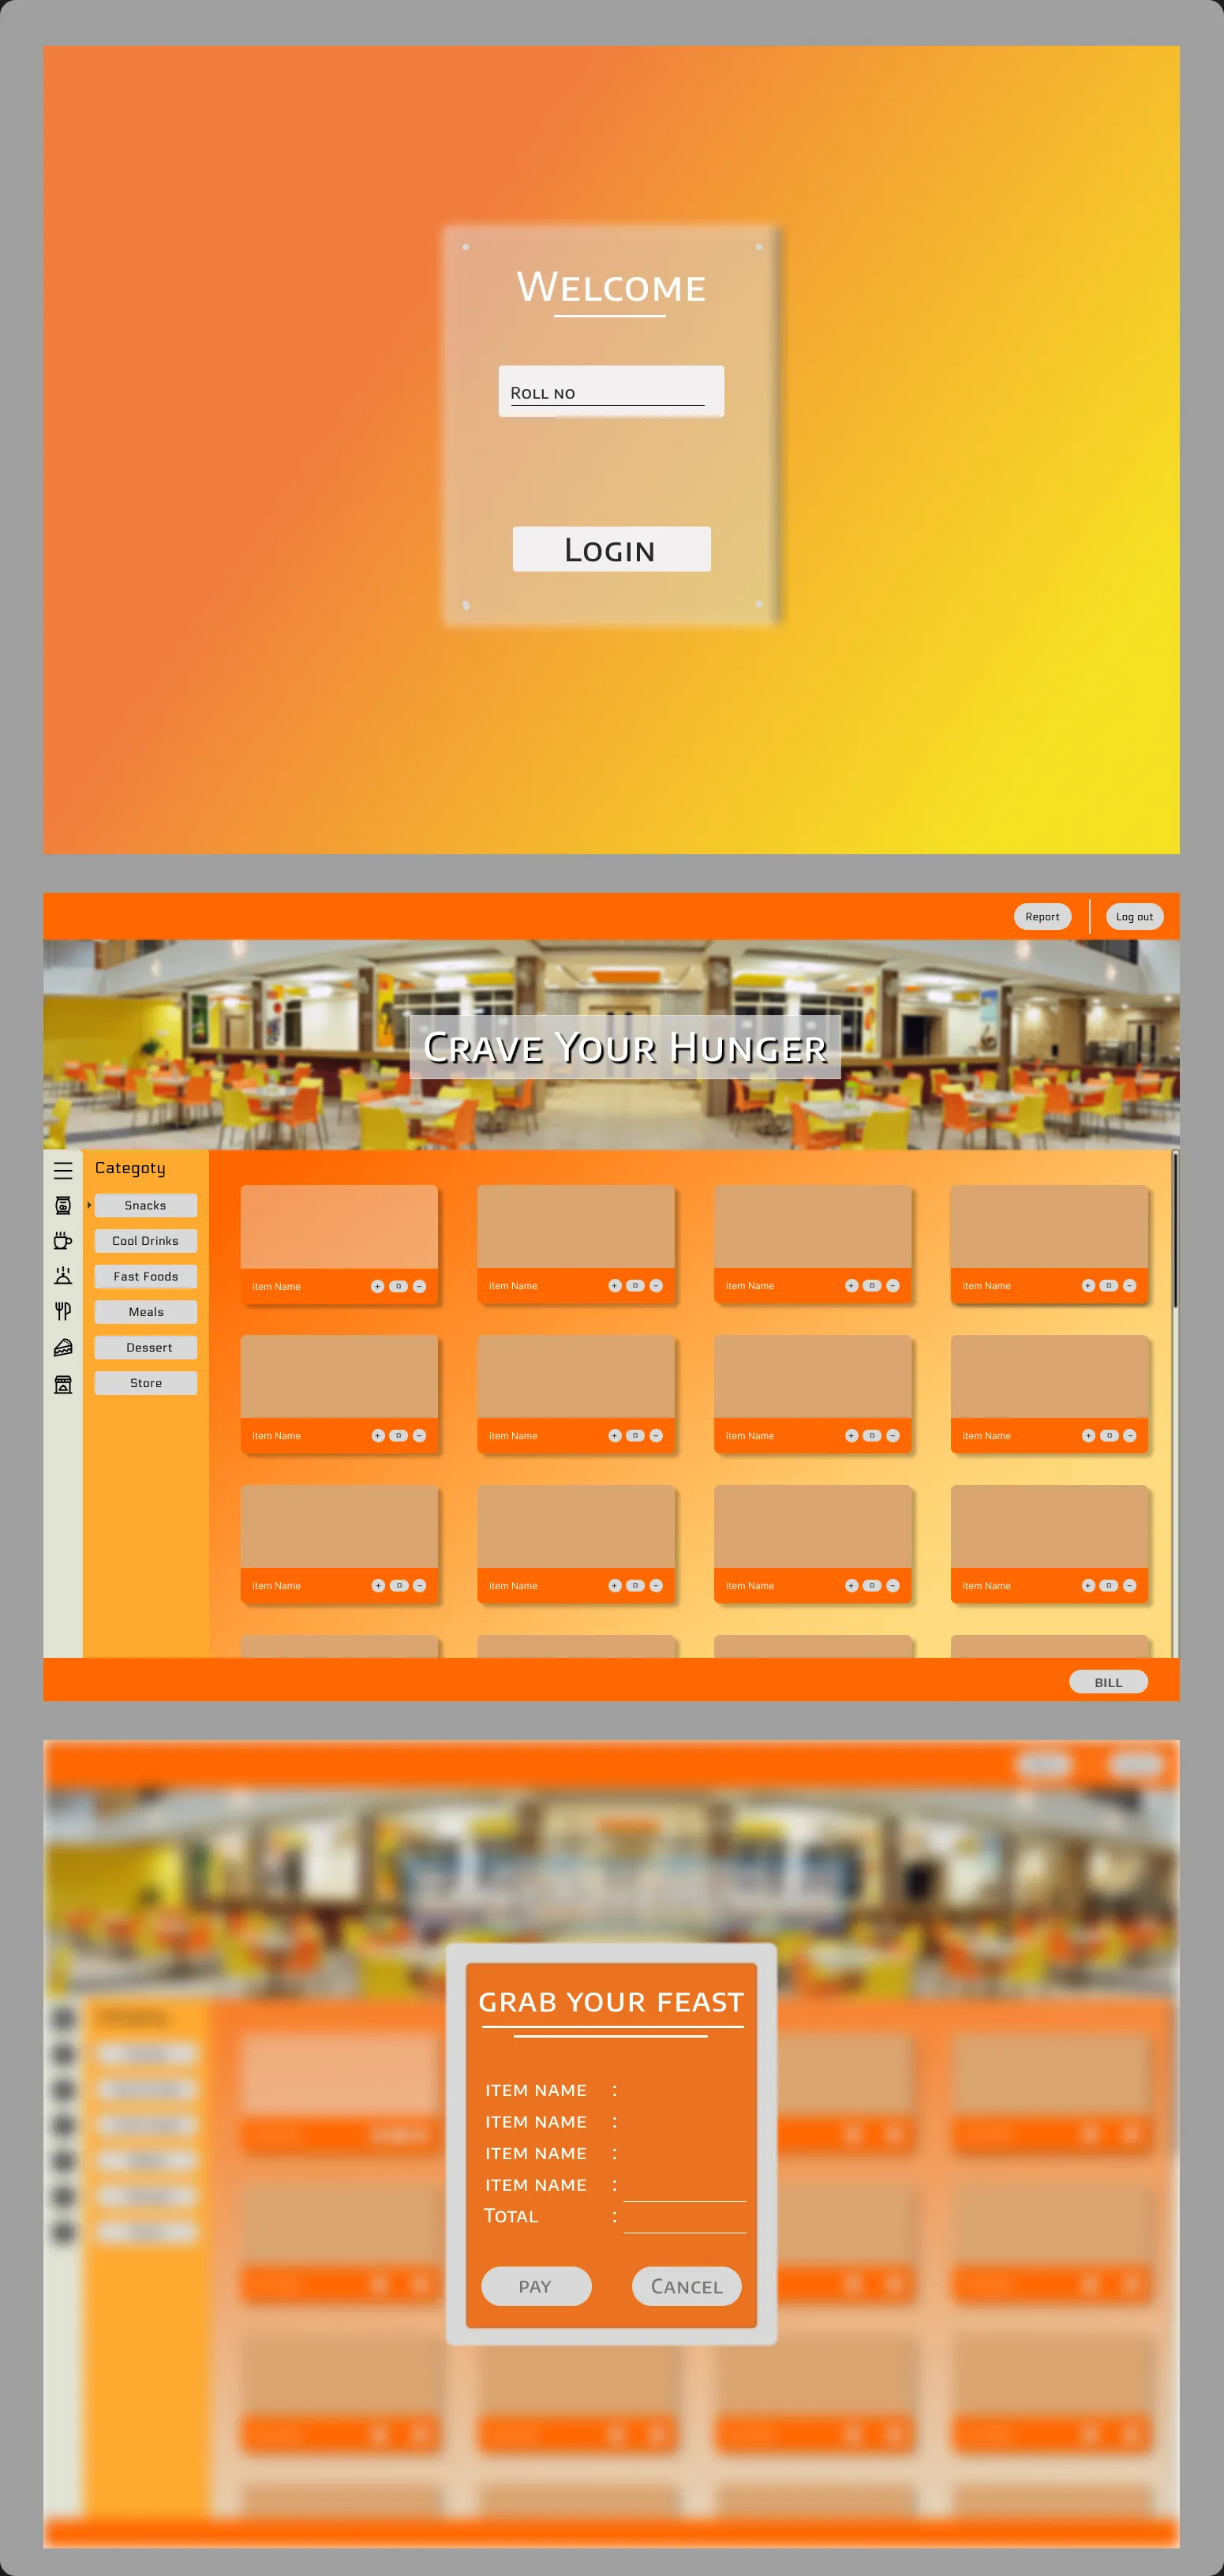 Welcome
Roll no
Login
Report
Log out
Crave Your Hunger
Categoty
Snacks
Cool Drinks
Fast Foods
Meals
Dessert
Store
item Name + 0 - item Name + 0 - item Name + 0 - item Name + 0 -
item Name + 0 - item Name + 0 - item Name + 0 - item Name + 0 -
item Name + 0 - item Name + 0 - item Name + 0 - item Name + 0 -
BILL
GRAB YOUR FEAST
ITEM NAME :
ITEM NAME :
ITEM NAME :
ITEM NAME :
Total :
PAY
Cancel